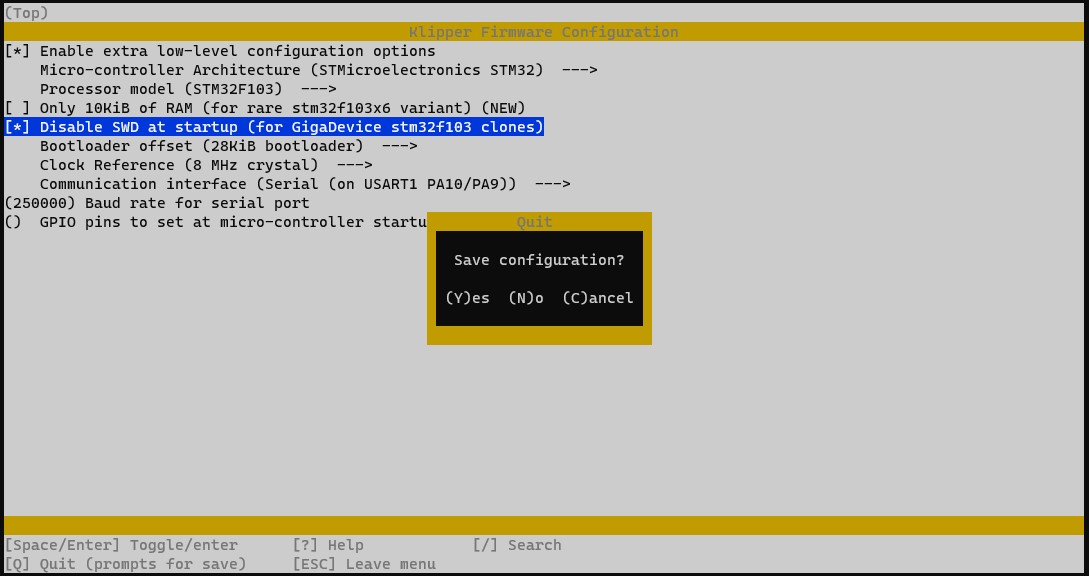 (Top)
Klipper Firmware Configuration
[*] Enable extra low-level configuration options
Micro-controller Architecture (STMicroelectronics STM32)  --->
Processor model (STM32F103)  --->
[ ] Only 10KiB of RAM (for rare stm32f103x6 variant) (NEW)
[*] Disable SWD at startup (for GigaDevice stm32f103 clones)
Bootloader offset (28KiB bootloader)  --->
Clock Reference (8 MHz crystal)  --->
Communication interface (Serial (on USART1 PA10/PA9))  --->
(250000) Baud rate for serial port
()  GPIO pins to set at micro-controller startu
Quit
Save configuration?
(Y)es  (N)o  (C)ancel
[Space/Enter] Toggle/enter      [?] Help            [/] Search
[Q] Quit (prompts for save)     [ESC] Leave menu